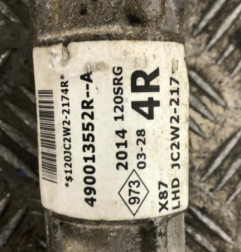 *$120JC2W2-2174R*
490013552R--A
2014 120SRG
973 03-28 4R
X87
LHD JC2W2-217